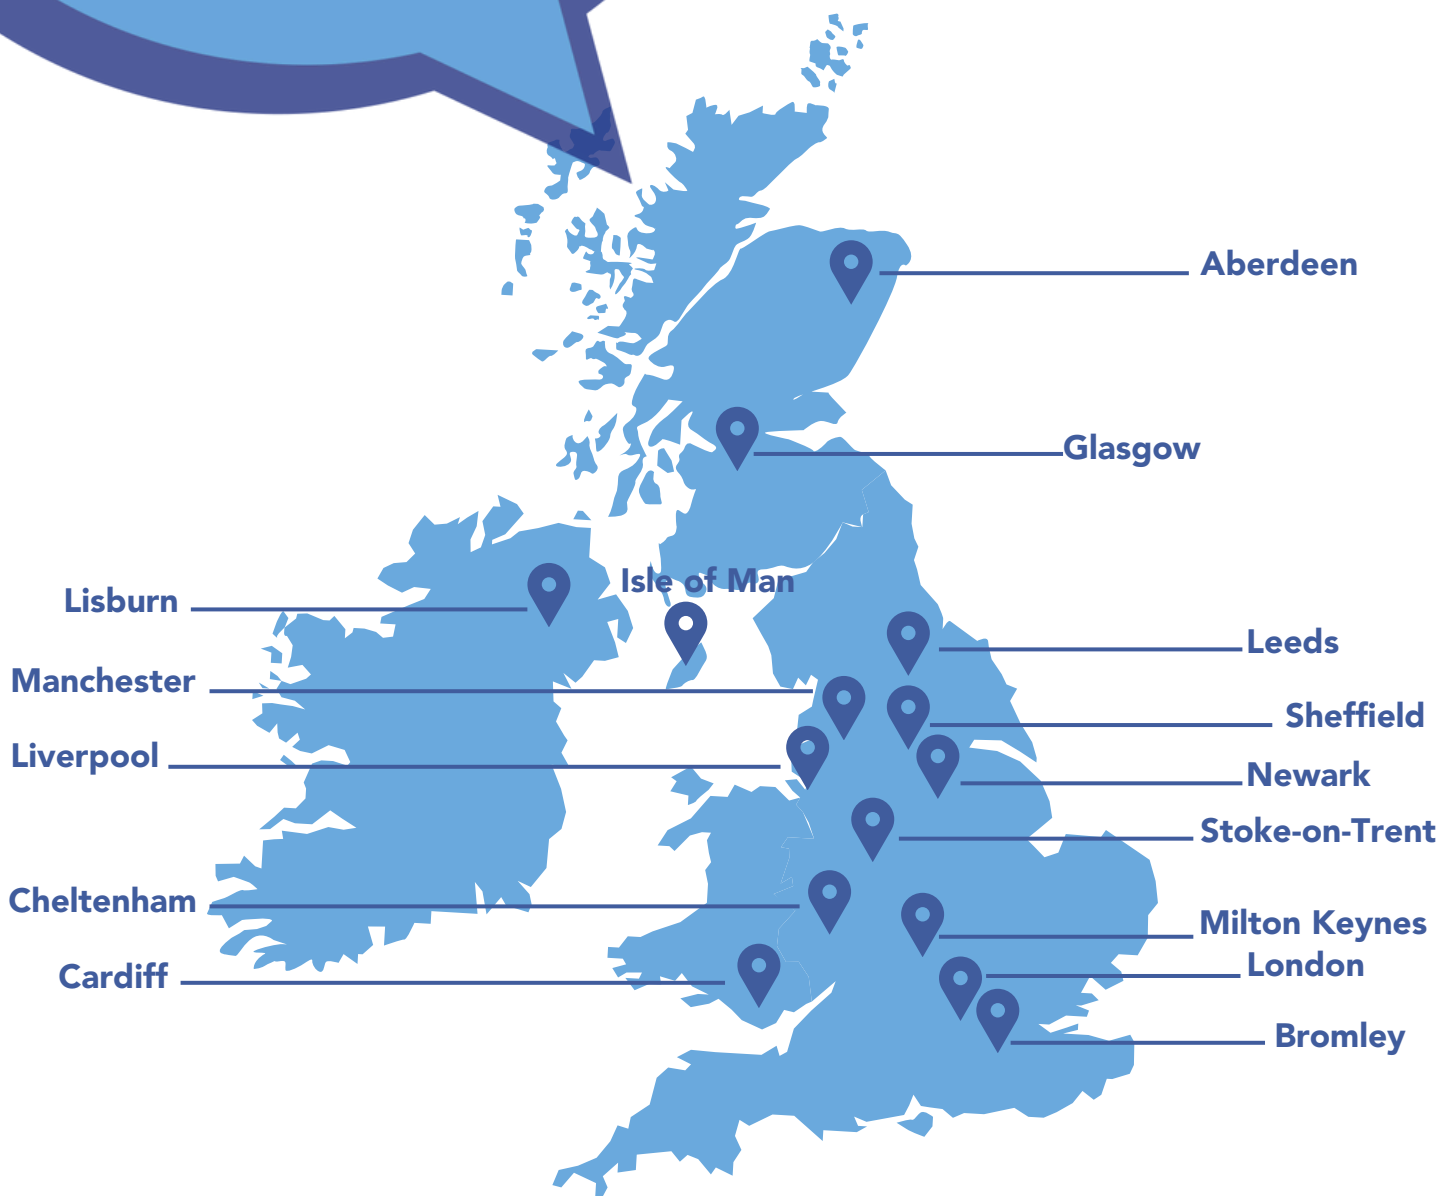 Aberdeen
Glasgow
Isle of Man
Lisburn
Leeds
Manchester
Sheffield
Liverpool
Newark
Stoke-on-Trent
Cheltenham
Milton Keynes
London
Cardiff
Bromley